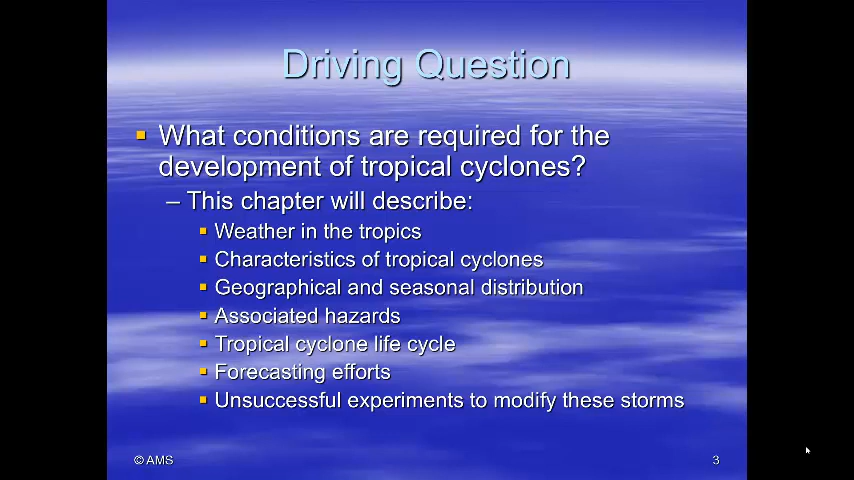 Driving Question
▪ What conditions are required for the
development of tropical cyclones?
– This chapter will describe:
▪ Weather in the tropics
▪ Characteristics of tropical cyclones
▪ Geographical and seasonal distribution
▪ Associated hazards
▪ Tropical cyclone life cycle
▪ Forecasting efforts
▪ Unsuccessful experiments to modify these storms
© AMS
3